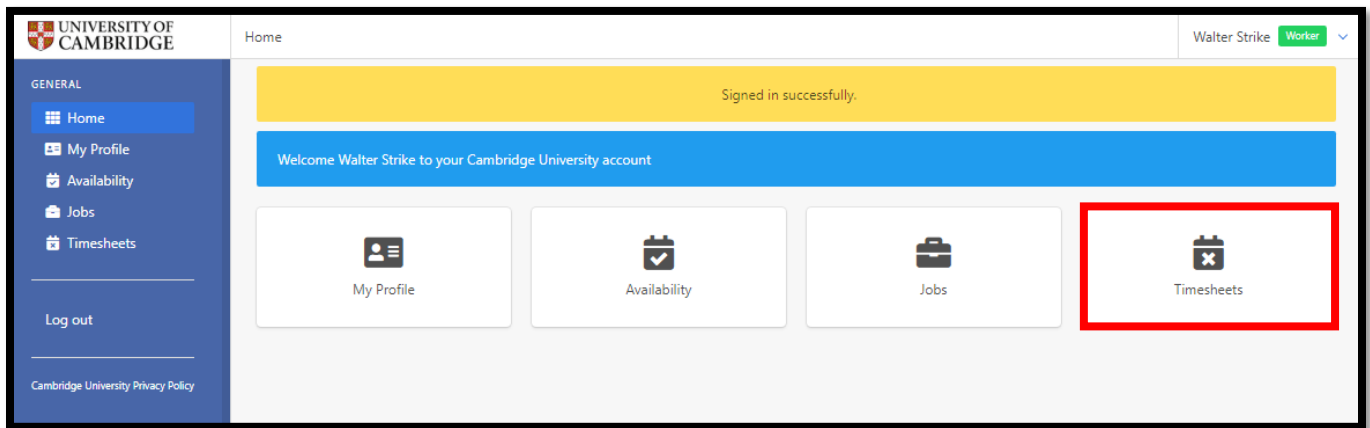 UNIVERSITY OF
CAMBRIDGE
Home
Walter Strike Worker
GENERAL
Home
My Profile
Availability
Jobs
Timesheets
Log out
Cambridge University Privacy Policy
Signed in successfully.
Welcome Walter Strike to your Cambridge University account
My Profile
Availability
Jobs
Timesheets